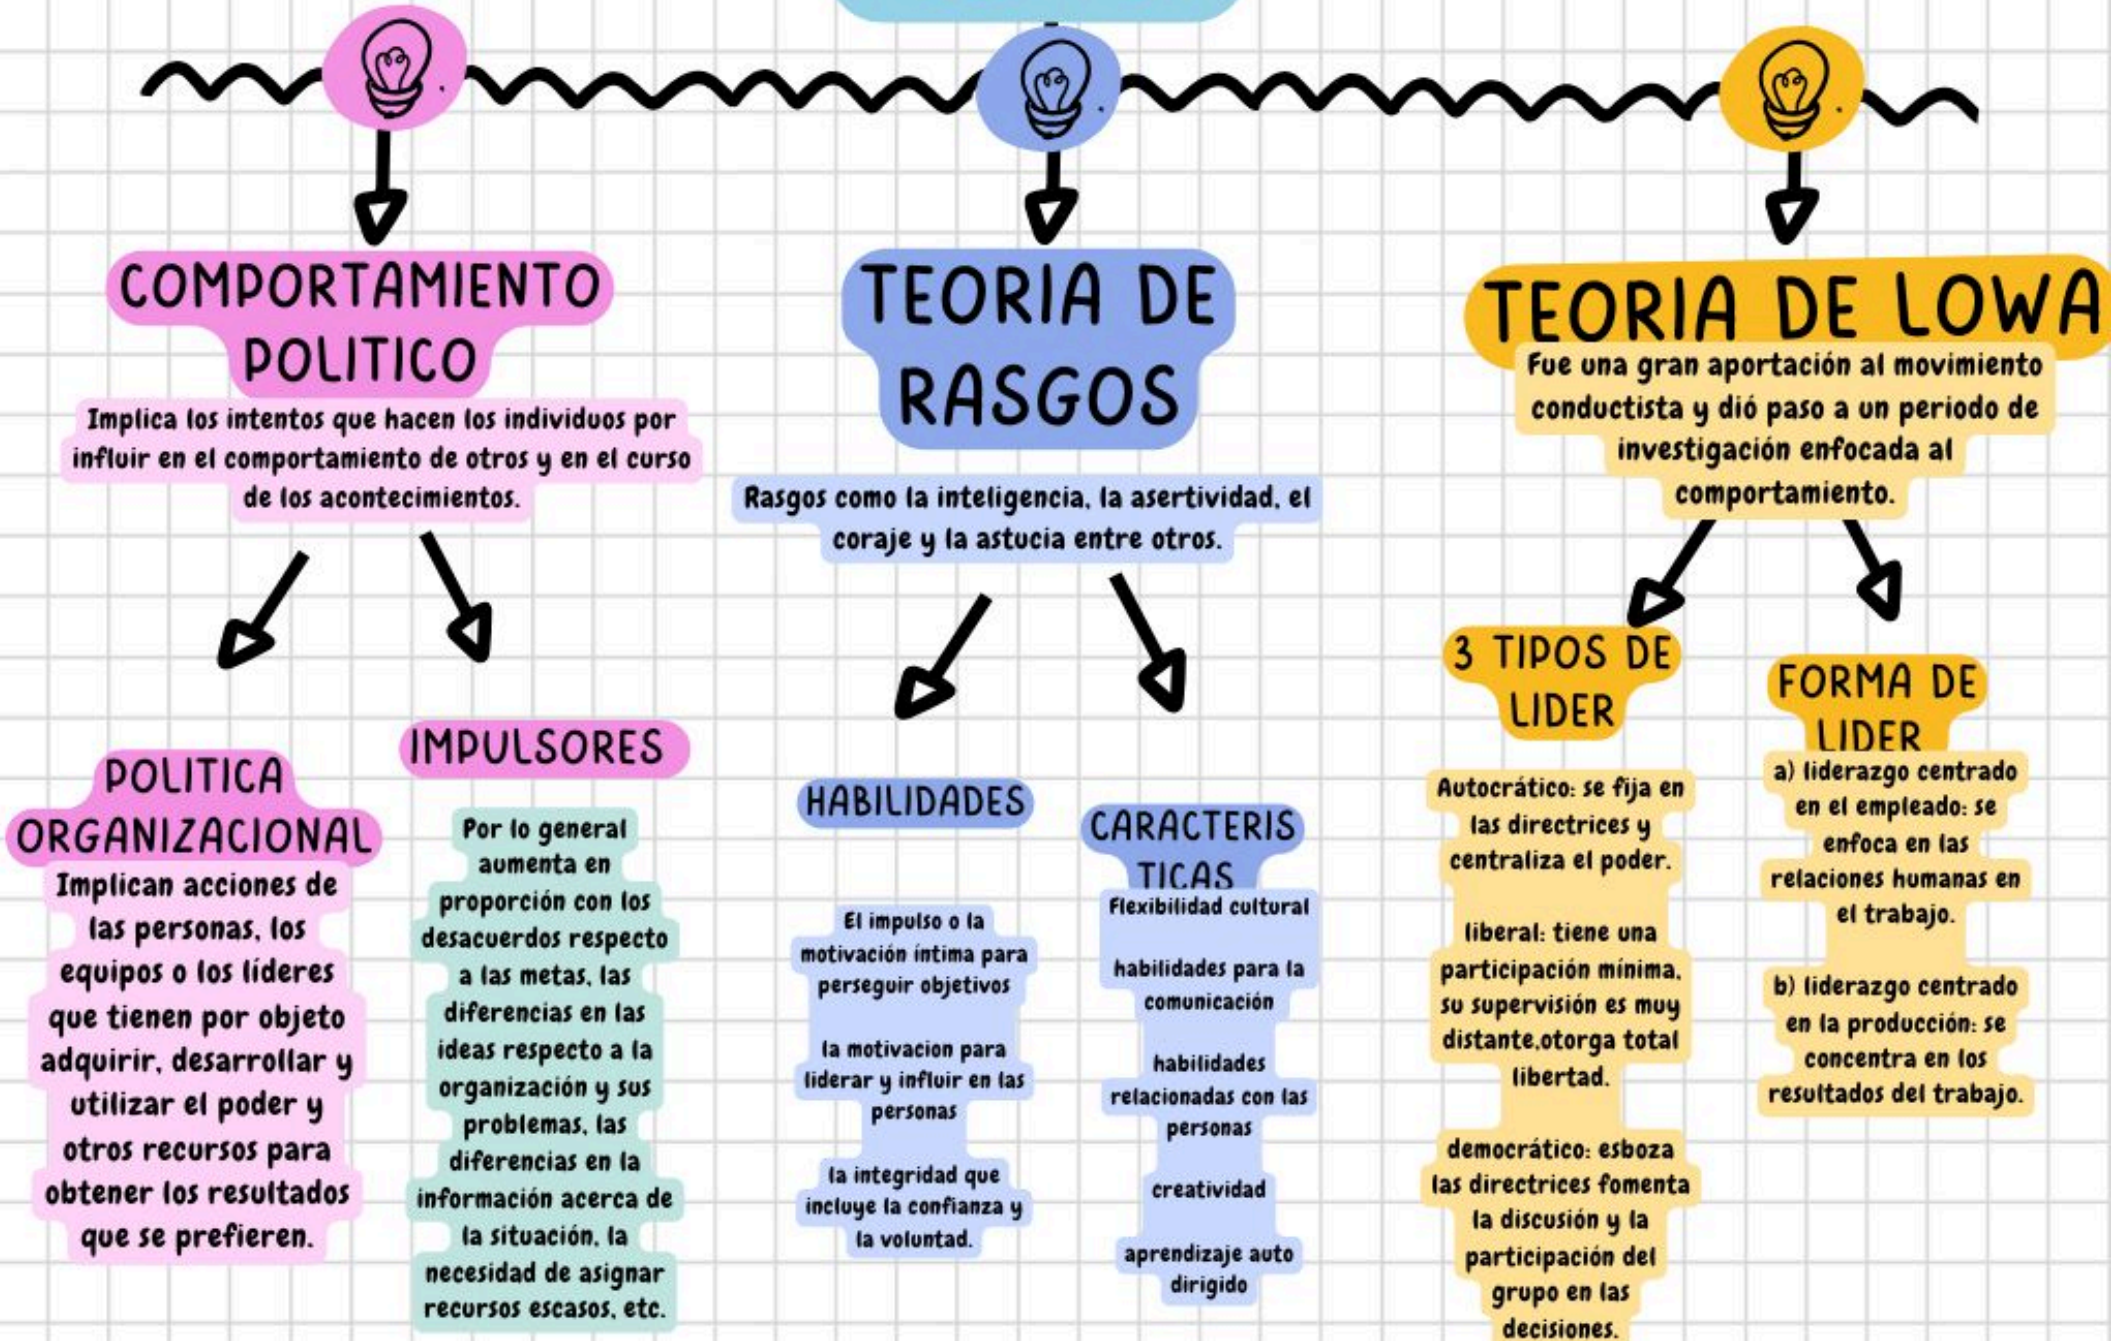 COMPORTAMIENTO
POLITICO
Implica los intentos que hacen los individuos por
influir en el comportamiento de otros y en el curso
de los acontecimientos.
POLITICA
ORGANIZACIONAL
Implican acciones de
las personas, los
equipos o los líderes
que tienen por objeto
adquirir, desarrollar y
utilizar el poder y
otros recursos para
obtener los resultados
que se prefieren.
IMPULSORES
Por lo general
aumenta en
proporción con los
desacuerdos respecto
a las metas, las
diferencias en las
ideas respecto a la
organización y sus
problemas, las
diferencias en la
información acerca de
la situación, la
necesidad de asignar
recursos escasos, etc.
TEORIA DE
RASGOS
Rasgos como la inteligencia, la asertividad, el
coraje y la astucia entre otros.
HABILIDADES
El impulso o la
motivación íntima para
perseguir objetivos
la motivacion para
liderar y influir en las
personas
la integridad que
incluye la confianza y
la voluntad.
CARACTERIS
TICAS
Flexibilidad cultural
habilidades para la
comunicación
habilidades
relacionadas con las
personas
creatividad
aprendizaje auto
dirigido
TEORIA DE LOWA
Fue una gran aportación al movimiento
conductista y dió paso a un periodo de
investigación enfocada al
comportamiento.
3 TIPOS DE
LIDER
Autocrático: se fija en
las directrices y
centraliza el poder.
liberal: tiene una
participación mínima,
su supervisión es muy
distante,otorga total
libertad.
democrático: esboza
las directrices fomenta
la discusión y la
participación del
grupo en las
decisiones.
FORMA DE
LIDER
a) liderazgo centrado
en el empleado: se
enfoca en las
relaciones humanas en
el trabajo.
b) liderazgo centrado
en la producción: se
concentra en los
resultados del trabajo.